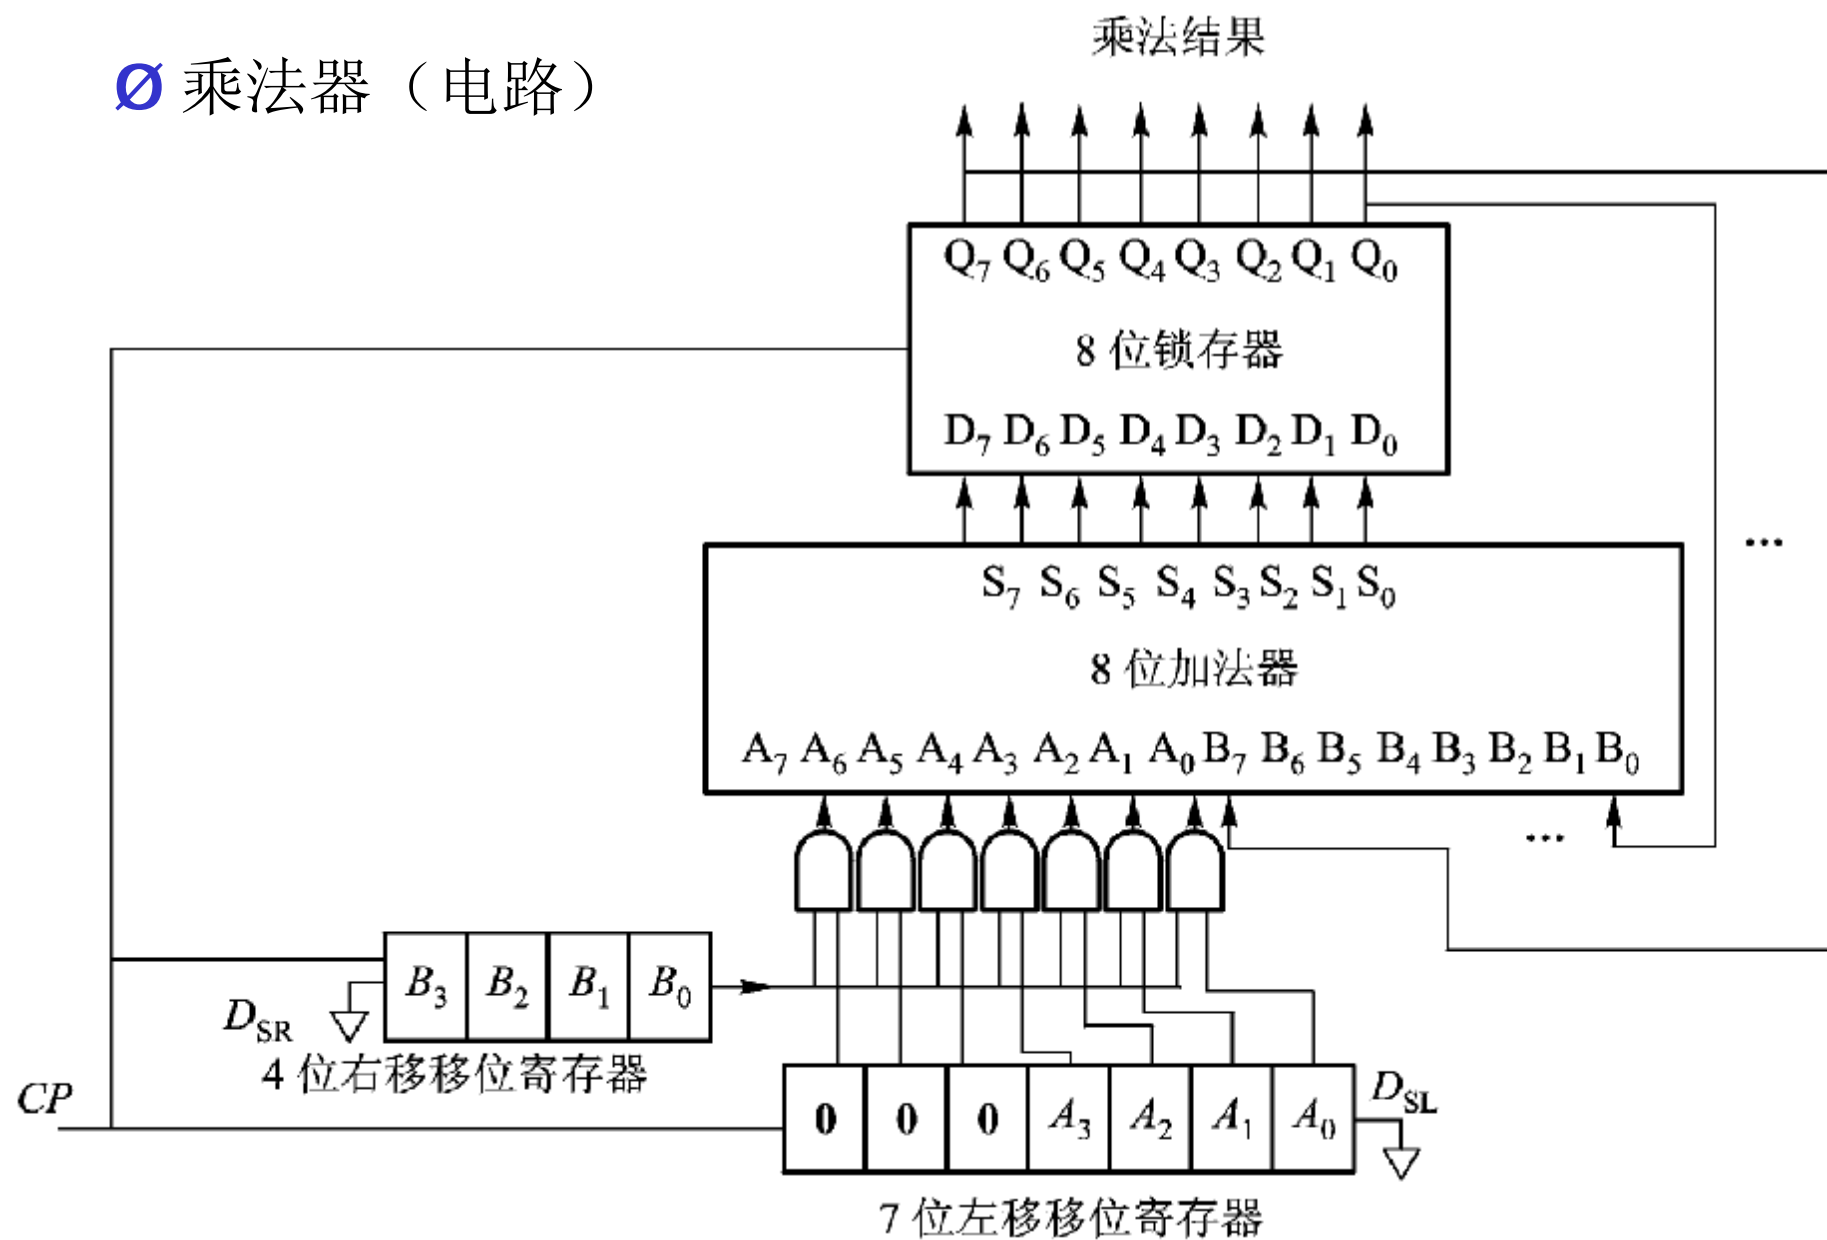 Ø 乘法器（电路）
乘法结果
Q₇ Q₆ Q₅ Q₄ Q₃ Q₂ Q₁ Q₀
8 位锁存器
D₇ D₆ D₅ D₄ D₃ D₂ D₁ D₀
...
S₇ S₆ S₅ S₄ S₃ S₂ S₁ S₀
8 位加法器
A₇ A₆ A₅ A₄ A₃ A₂ A₁ A₀ B₇ B₆ B₅ B₄ B₃ B₂ B₁ B₀
...
B₃ B₂ B₁ B₀
D_SR
4 位右移移位寄存器
CP
0 0 0 A₃ A₂ A₁ A₀
D_SL
7 位左移移位寄存器